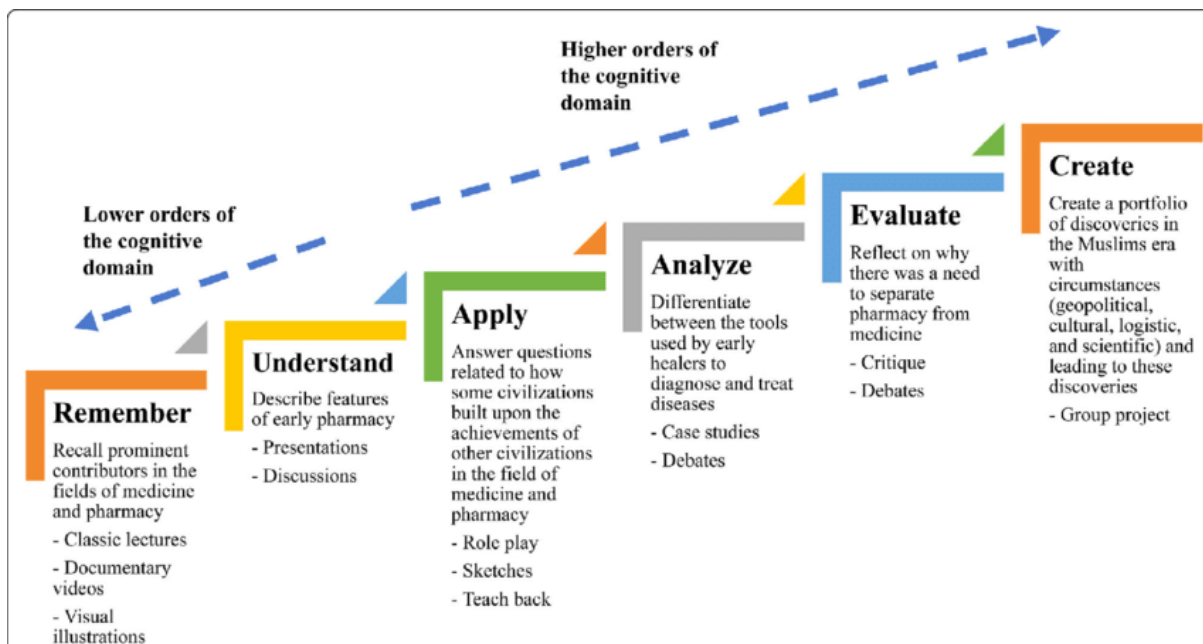 Higher orders of
the cognitive
domain
Lower orders of
the cognitive
domain
Remember
Recall prominent
contributors in the
fields of medicine
and pharmacy
- Classic lectures
- Documentary
videos
- Visual
illustrations
Understand
Describe features
of early pharmacy
- Presentations
- Discussions
Apply
Answer questions
related to how
some civilizations
built upon the
achievements of
other civilizations
in the field of
medicine and
pharmacy
- Role play
- Sketches
- Teach back
Analyze
Differentiate
between the tools
used by early
healers to
diagnose and treat
diseases
- Case studies
- Debates
Evaluate
Reflect on why
there was a need
to separate
pharmacy from
medicine
- Critique
- Debates
Create
Create a portfolio
of discoveries in
the Muslims era
with
circumstances
(geopolitical,
cultural, logistic,
and scientific) and
leading to these
discoveries
- Group project